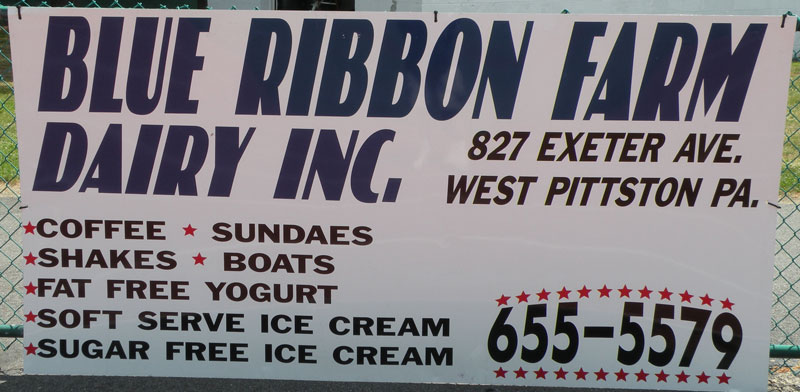 BLUE RIBBON FARM
DAIRY INC.
827 EXETER AVE.
WEST PITTSTON PA.
★COFFEE ★ SUNDAES
★SHAKES ★ BOATS
★FAT FREE YOGURT
★SOFT SERVE ICE CREAM
★SUGAR FREE ICE CREAM
655-5579